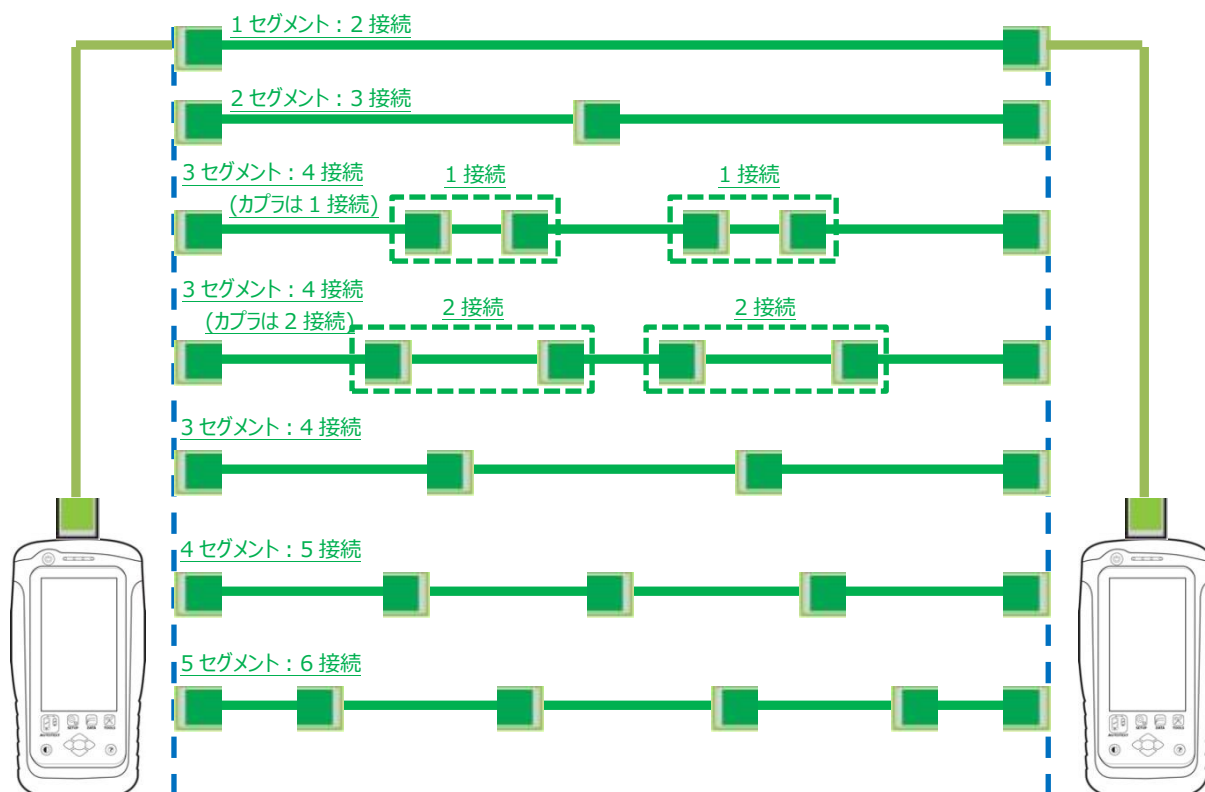 1 セグメント : 2 接続
2 セグメント : 3 接続
3 セグメント : 4 接続
(カプラは 1 接続)
1 接続
1 接続
3 セグメント : 4 接続
(カプラは 2 接続)
2 接続
2 接続
3 セグメント : 4 接続
4 セグメント : 5 接続
5 セグメント : 6 接続
SETUP
TOOLS
?
SETUP
TOOLS
?